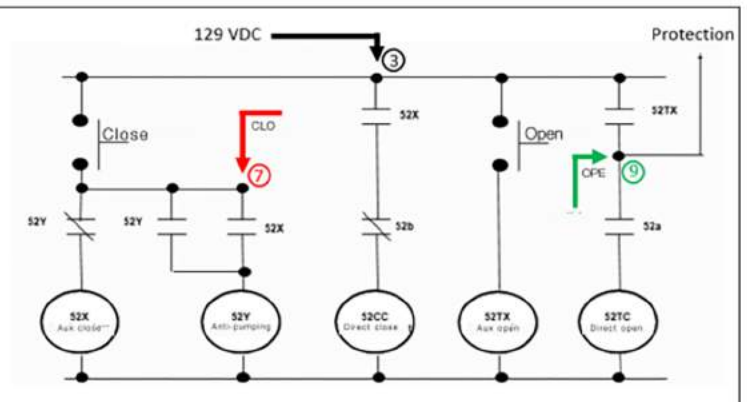 129 VDC
Protection
3
52X
52TX
Close
CLO
Open
OPE
9
7
52Y
52Y
52X
52b
52a
52X
Aux close
52Y
Anti-pumping
52CC
Direct close
52TX
Aux open
52TC
Direct open